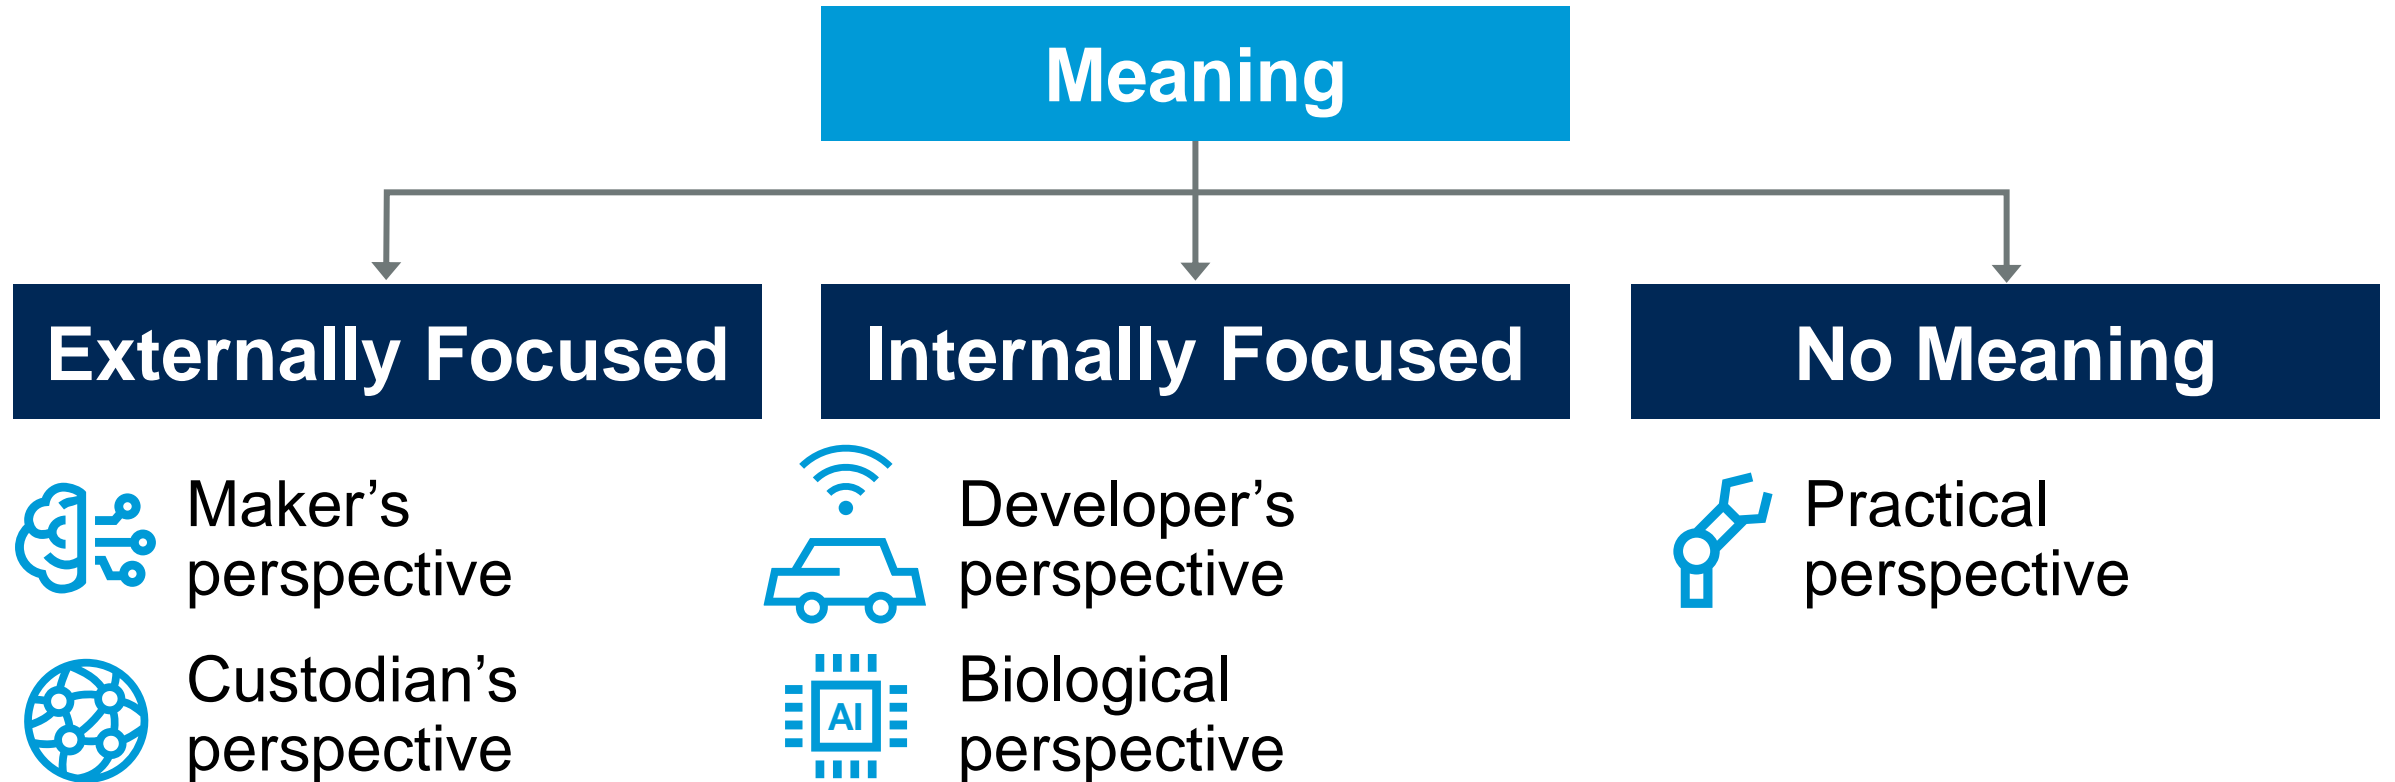 Meaning
Externally Focused
Maker’s
perspective
Custodian’s
perspective
Internally Focused
Developer’s
perspective
AI
Biological
perspective
No Meaning
Practical
perspective